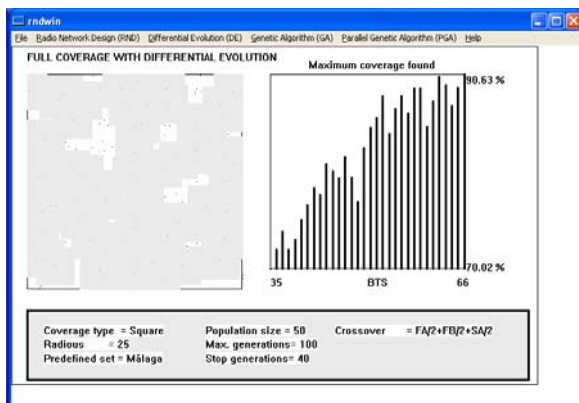 rndwin
File Radio Network Design (RND) Differential Evolution (DE) Genetic Algorithm (GA) Parallel Genetic Algorithm (PGA) Help
FULL COVERAGE WITH DIFFERENTIAL EVOLUTION
Maximum coverage found
90.63 %
70.02 %
35 BTS 66
Coverage type = Square Population size = 50 Crossover = FA/2+FB/2+SA/2
Radious = 25 Max. generations= 100
Predefined set = Málaga Stop generations= 40